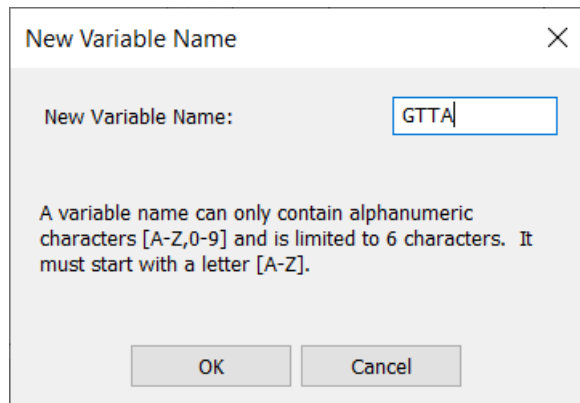 New Variable Name
New Variable Name: GTTA
A variable name can only contain alphanumeric
characters [A-Z,0-9] and is limited to 6 characters.  It
must start with a letter [A-Z].
OK Cancel